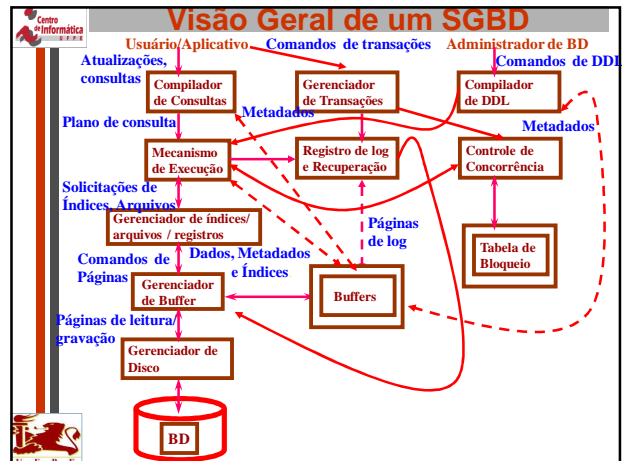 Centro
de Informática
UFPE
Visão Geral de um SGBD
Usuário/Aplicativo
Comandos de transações
Administrador de BD
Atualizações,
consultas
Comandos de DDL
Compilador
de Consultas
Gerenciador
de Transações
Compilador
de DDL
Plano de consulta
Metadados
Metadados
Mecanismo
de Execução
Registro de log
e Recuperação
Controle de
Concorrência
Solicitações de
Índices, Arquivos
Gerenciador de índices/
arquivos / registros
Páginas
de log
Tabela de
Bloqueio
Comandos de
Páginas
Dados, Metadados
e Índices
Gerenciador
de Buffer
Buffers
Páginas de leitura/
gravação
Gerenciador de
Disco
BD